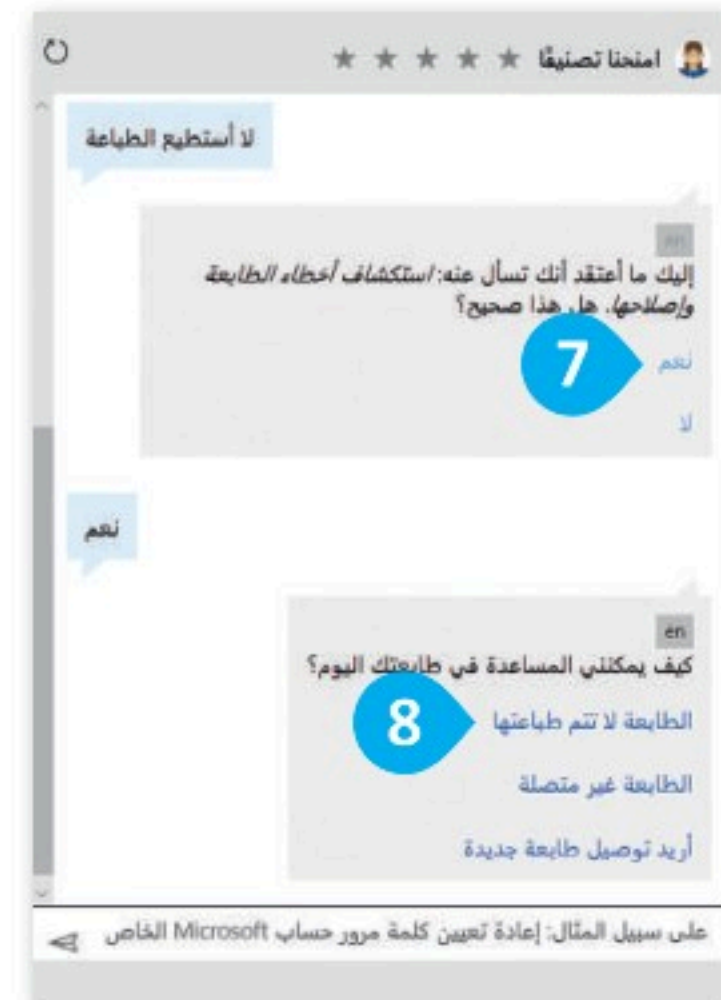 امنحنا تصنيفًا
لا أستطيع الطباعة
en
إليك ما أعتقد أنك تسأل عنه: استكشاف أخطاء الطابعة
وإصلاحها. هل هذا صحيح؟
7
نعم
لا
نعم
en
كيف يمكنني المساعدة في طابعتك اليوم؟
8
الطابعة لا تتم طباعتها
الطابعة غير متصلة
أريد توصيل طابعة جديدة
على سبيل المثال: إعادة تعيين كلمة مرور حساب Microsoft الخاص